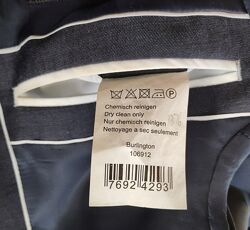 Chemisch reinigen
Dry clean only
Nur chemisch reinigen
Nettoyage a sec seulement
Burlington
106912
7692 4293